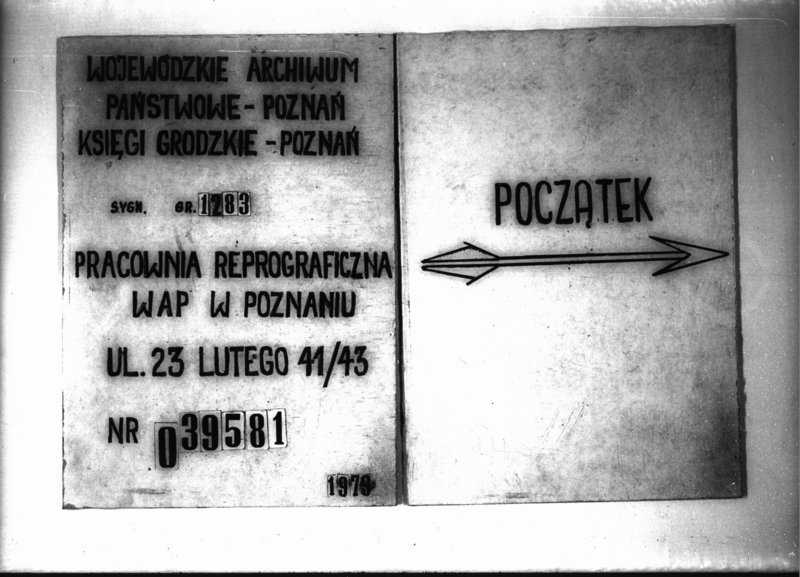 WOJEWÓDZKIE ARCHIWUM
PAŃSTWOWE - POZNAŃ
KSIĘGI GRODZKIE - POZNAŃ
SYGN. GR. 1283
PRACOWNIA REPROGRAFICZNA
WAP W POZNANIU
UL. 23 LUTEGO 41/43
NR 039581
1979
POCZĄTEK